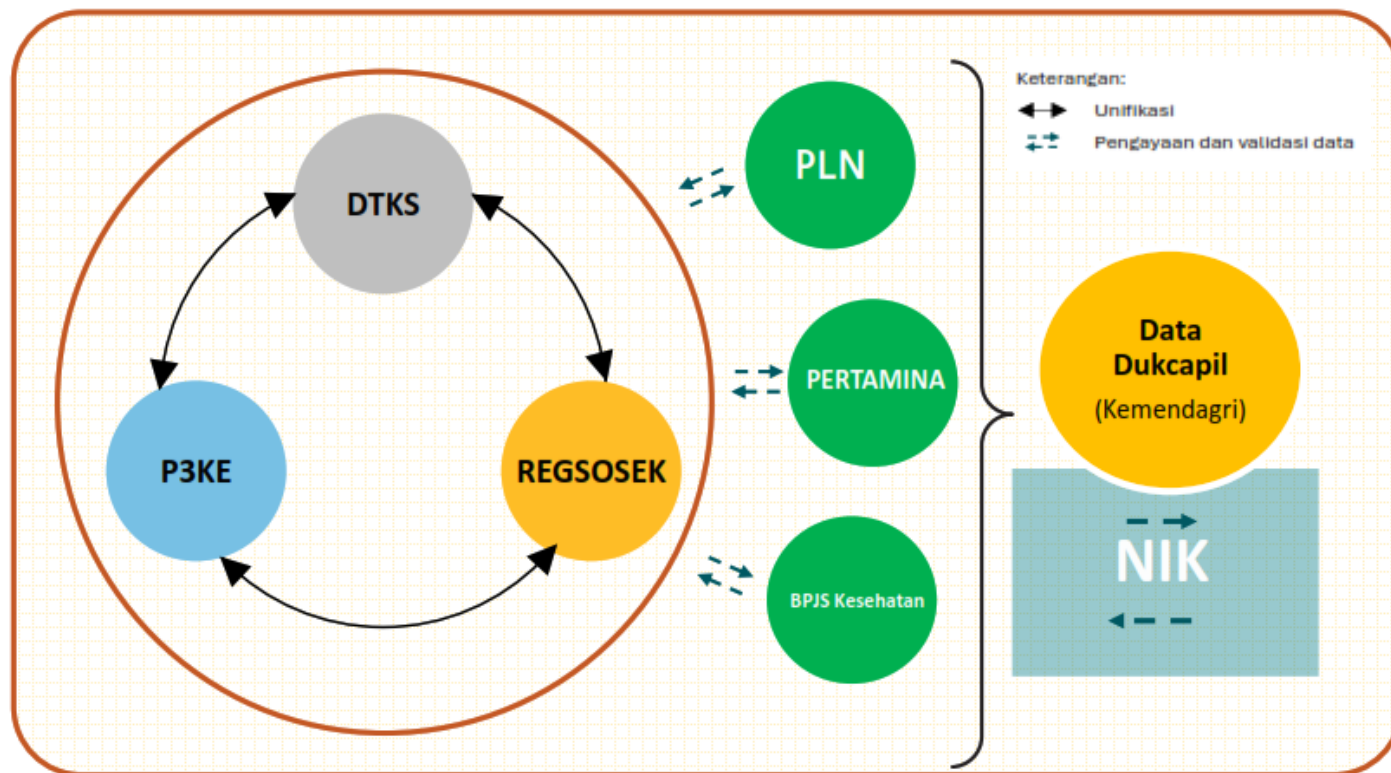 DTKS
P3KE
REGSOSEK
PLN
PERTAMINA
BPJS Kesehatan
Keterangan:
Unifikasi
Pengayaan dan validasi data
Data
Dukcapil
(Kemendagri)
NIK